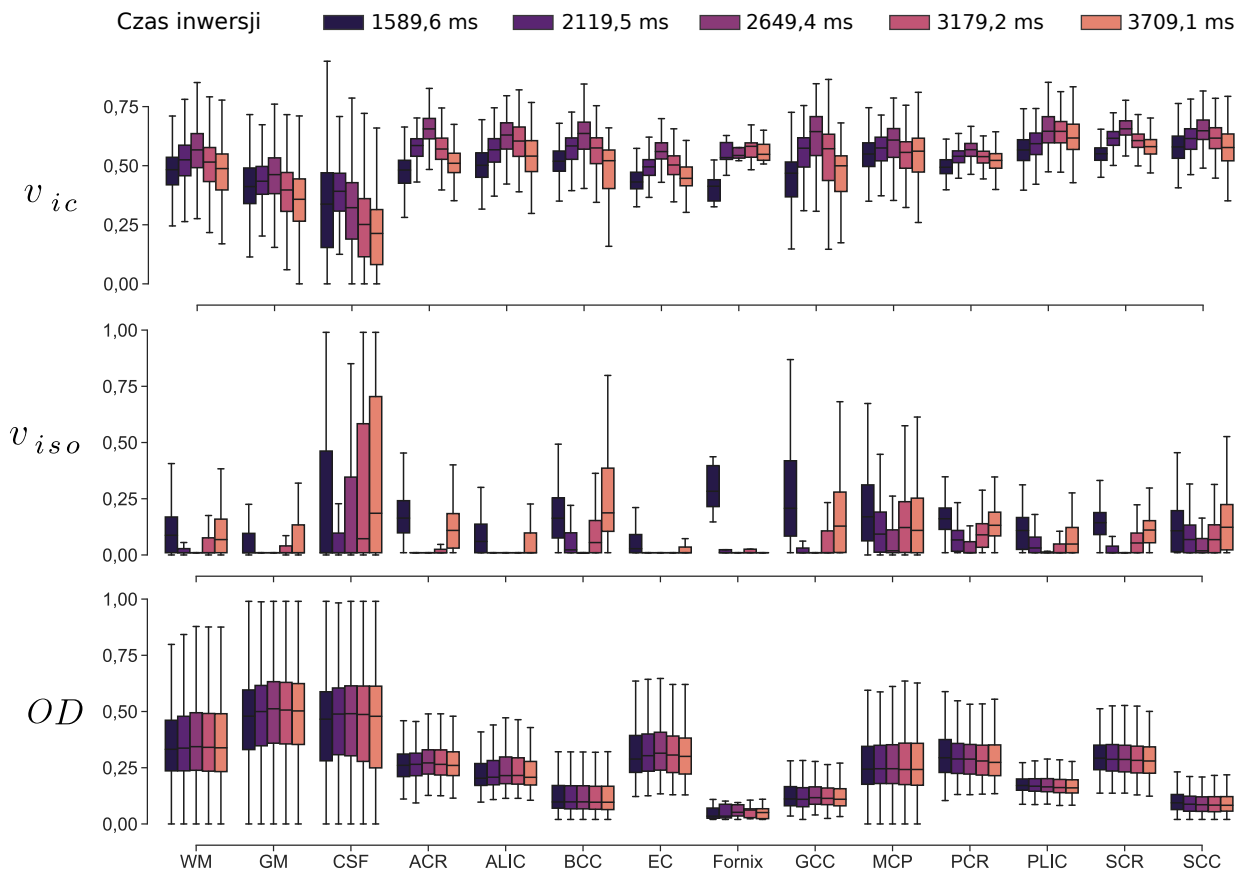 Czas inwersji 1589,6 ms 2119,5 ms 2649,4 ms 3179,2 ms 3709,1 ms
0,75
0,50
v ic
0,25
0,00
1,00
0,75
0,50
v iso
0,25
0,00
1,00
0,75
0,50
OD
0,25
0,00
WM GM CSF ACR ALIC BCC EC Fornix GCC MCP PCR PLIC SCR SCC